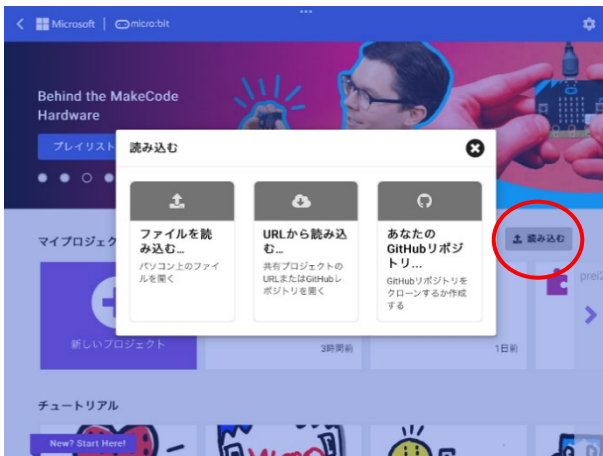 Microsoft | micro:bit
Behind the MakeCode
Hardware
プレイリスト
読み込む
ファイルを読
み込む...
パソコン上のファイ
ルを開く
URLから読み込
む...
共有プロジェクトの
URLまたはGitHubレ
ポジトリを開く
あなたの
GitHubリポジ
トリ...
GitHubリポジトリを
クローンするか作成
する
マイプロジェク
読み込む
新しいプロジェクト
3時間前
1日前
prei2
チュートリアル
New? Start Here!